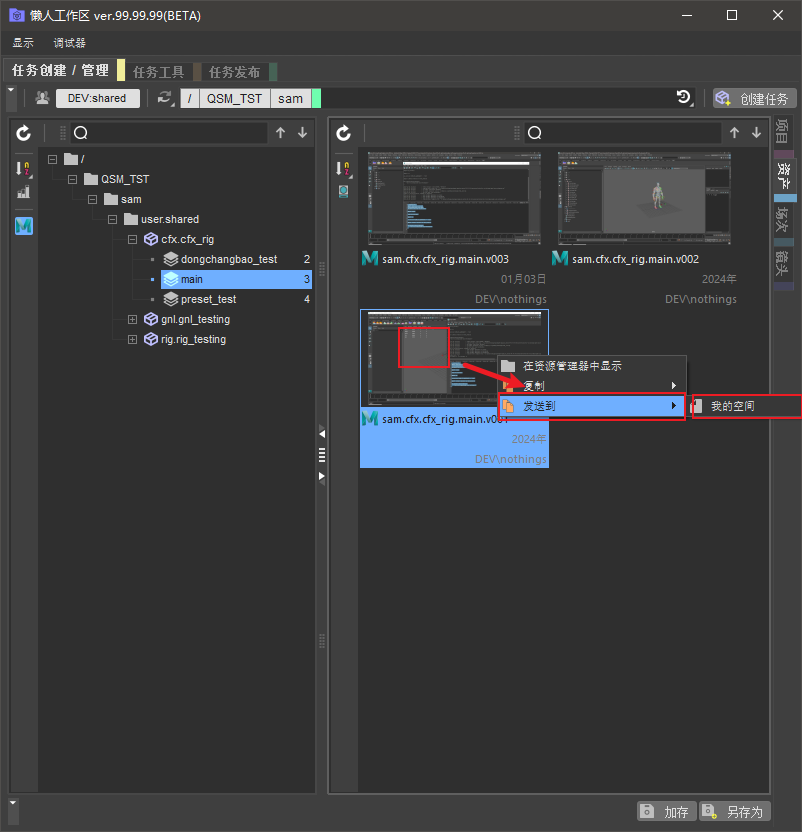 懒人工作区 ver.99.99.99(BETA)
显示 调试器
任务创建 / 管理 任务工具 任务发布
DEV:shared / QSM_TST sam 创建任务
/
QSM_TST
sam
user.shared
cfx.cfx_rig
dongchangbao_test 2
main 3
preset_test 4
gnl.gnl_testing
rig.rig_testing
sam.cfx.cfx_rig.main.v003
01月03日
DEV\nothings
sam.cfx.cfx_rig.main.v002
2024年
DEV\nothings
sam.cfx.cfx_rig.main.v001
2024年
DEV\nothings
在资源管理器中显示
复制
发送到
我的空间
项目
资产
场次
镜头
加存 另存为